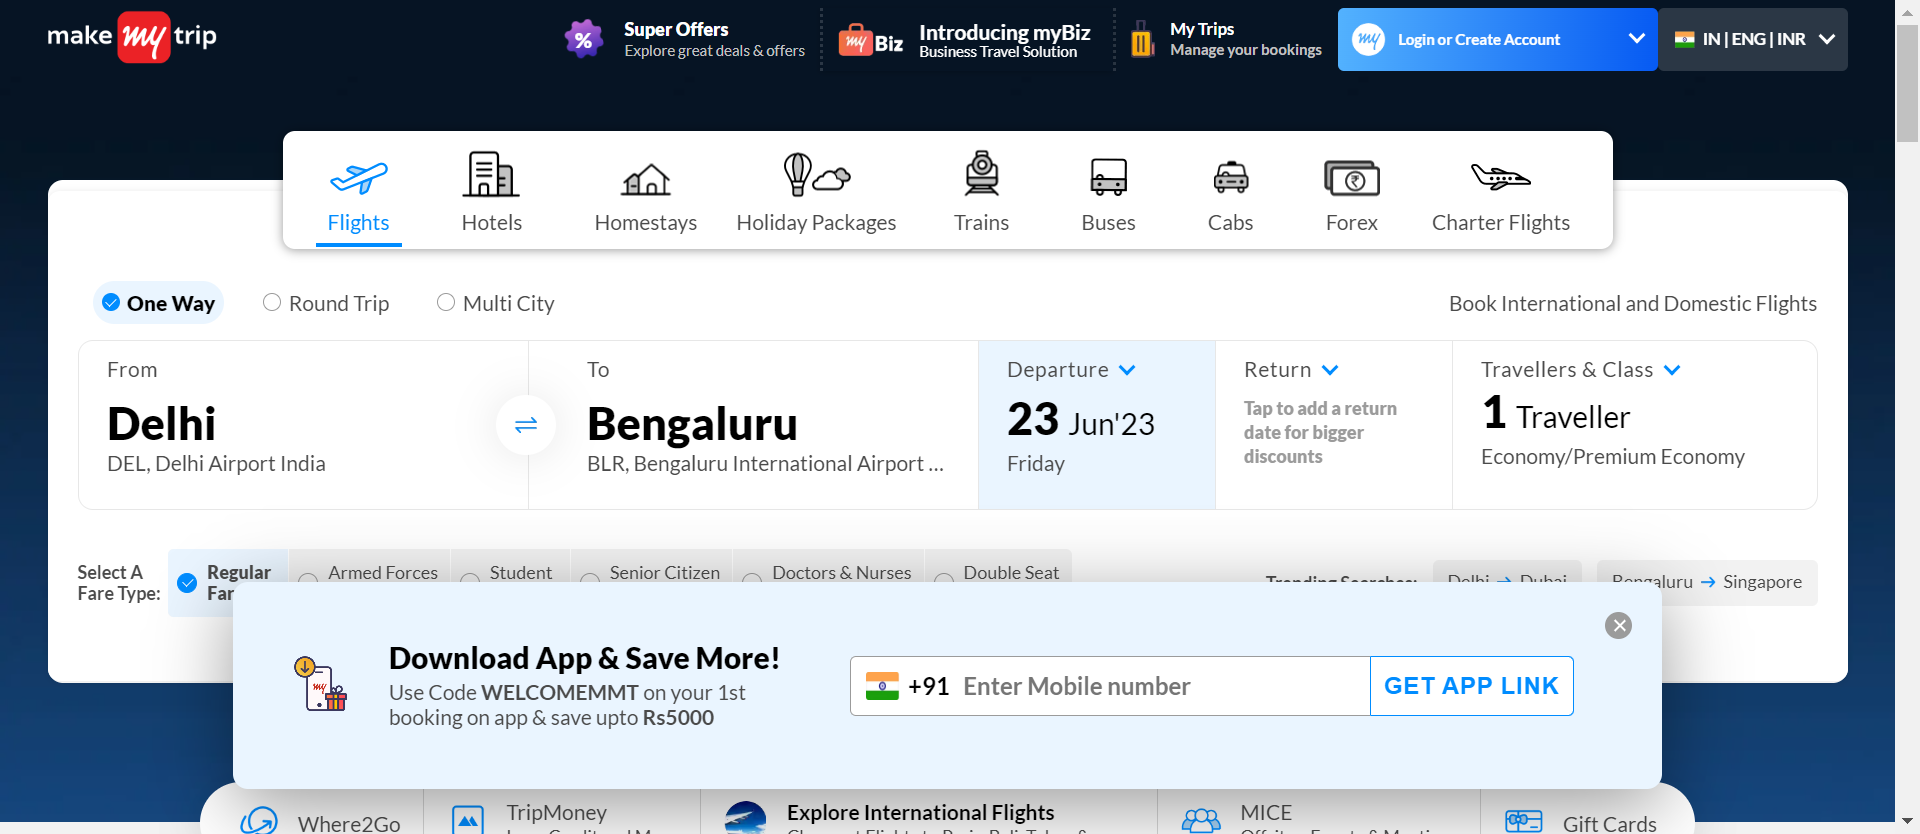 make my trip
Super Offers
Explore great deals & offers
my Biz
Introducing myBiz
Business Travel Solution
My Trips
Manage your bookings
my Login or Create Account
IN | ENG | INR
Flights
Hotels
Homestays
Holiday Packages
Trains
Buses
Cabs
Forex
Charter Flights
One Way
Round Trip
Multi City
Book International and Domestic Flights
From
Delhi
DEL, Delhi Airport India
To
Bengaluru
BLR, Bengaluru International Airport ...
Departure
23 Jun'23
Friday
Return
Tap to add a return
date for bigger
discounts
Travellers & Class
1 Traveller
Economy/Premium Economy
Select A
Fare Type:
Regular
Armed Forces
Student
Senior Citizen
Doctors & Nurses
Double Seat
Trending Searches:
Delhi → Dubai
Bengaluru → Singapore
Download App & Save More!
Use Code WELCOMEMMT on your 1st
booking on app & save upto Rs5000
+91 Enter Mobile number
GET APP LINK
Where2Go
TripMoney
Explore International Flights
MICE
Gift Cards